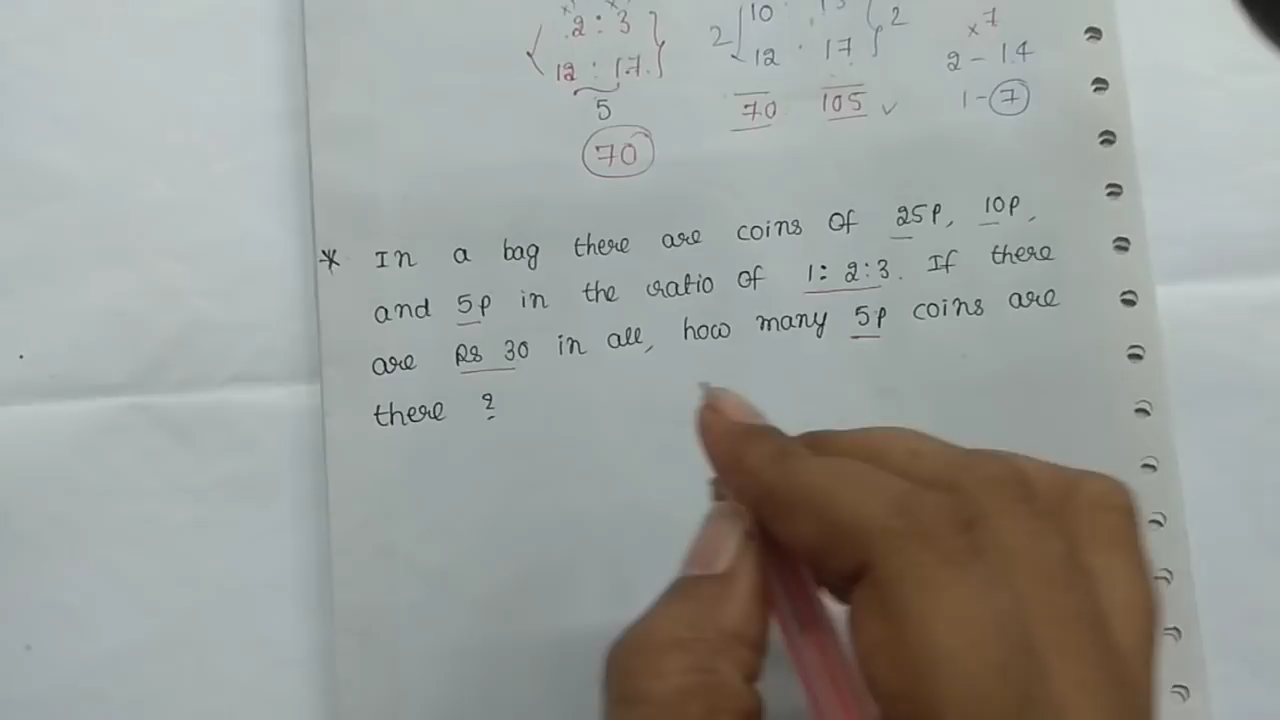 2 : 3
12 : 17
5
70
2 10 13 2
12 . 17
70 105 ✓
x7
2 - 14
1 - 7
* In a bag there are coins of 25P, 10P,
and 5p in the ratio of 1: 2:3. If there
are Rs 30 in all, how many 5p coins are
there ?